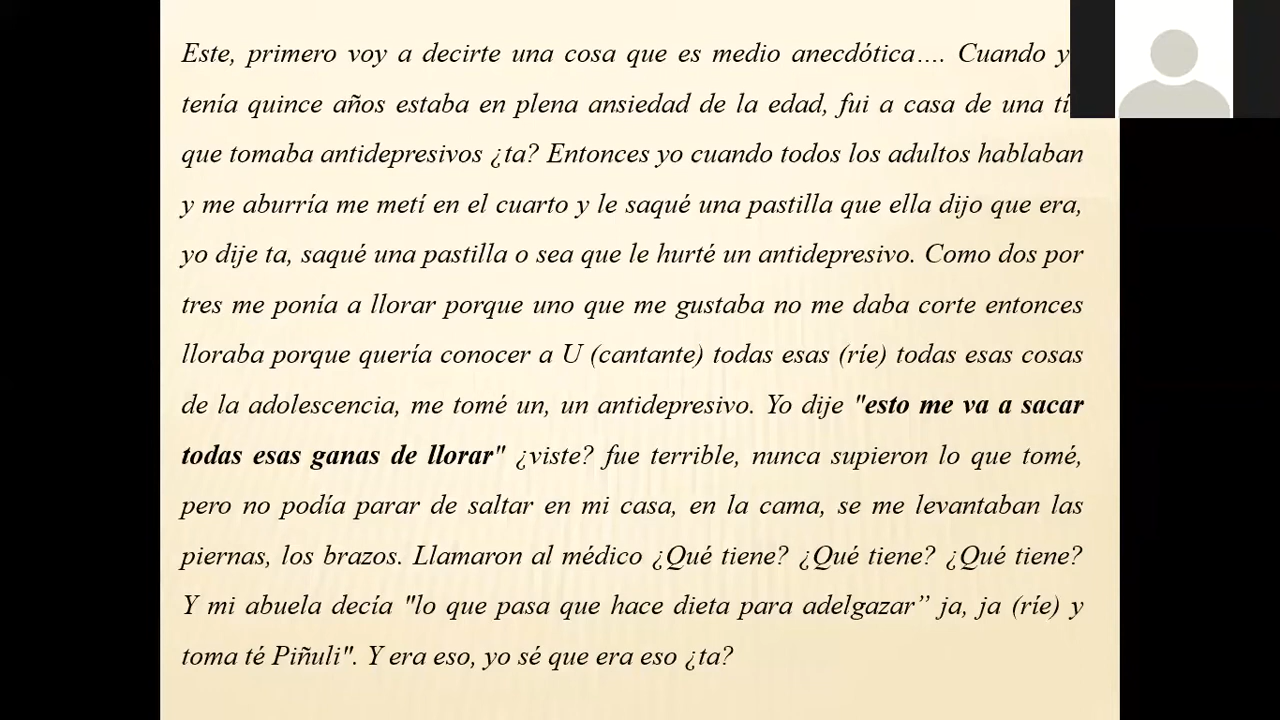 Este, primero voy a decirte una cosa que es medio anecdótica…. Cuando
tenía quince años estaba en plena ansiedad de la edad, fui a casa de una
que tomaba antidepresivos ¿ta? Entonces yo cuando todos los adultos hablaban
y me aburría me metí en el cuarto y le saqué una pastilla que ella dijo que era,
yo dije ta, saqué una pastilla o sea que le hurté un antidepresivo. Como dos por
tres me ponía a llorar porque uno que me gustaba no me daba corte entonces
lloraba porque quería conocer a U (cantante) todas esas (ríe) todas esas cosas
de la adolescencia, me tomé un, un antidepresivo. Yo dije "esto me va a sacar
todas esas ganas de llorar" ¿viste? fue terrible, nunca supieron lo que tomé,
pero no podía parar de saltar en mi casa, en la cama, se me levantaban las
piernas, los brazos. Llamaron al médico ¿Qué tiene? ¿Qué tiene? ¿Qué tiene?
Y mi abuela decía "lo que pasa que hace dieta para adelgazar” ja, ja (ríe) y
toma té Piñuli". Y era eso, yo sé que era eso ¿ta?